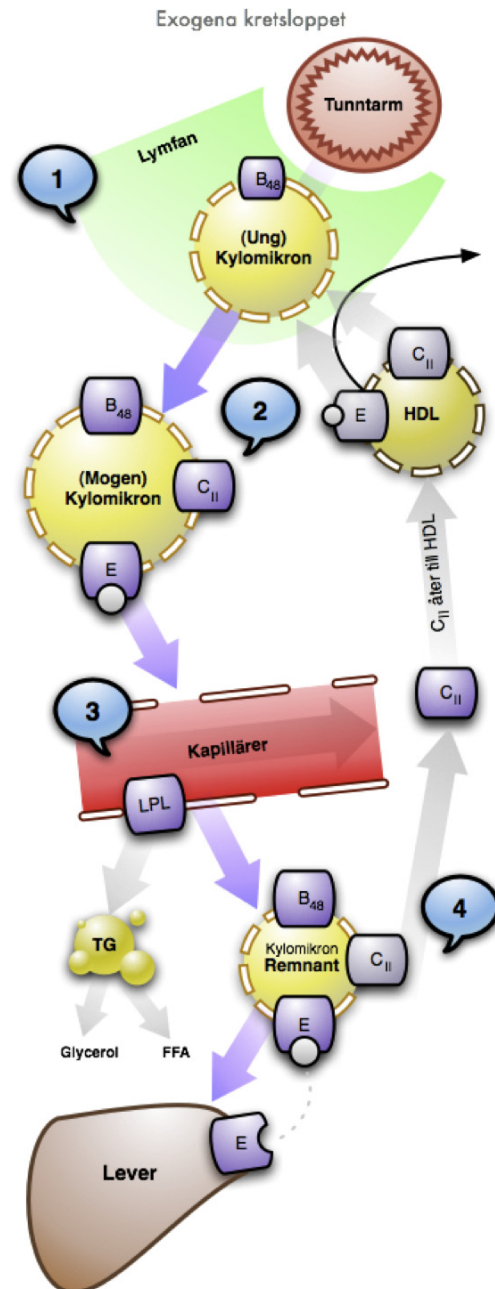 Exogena kretsloppet
Tunntarm
Lymfan
1
B48
(Ung)
Kylomikron
CII
E
HDL
2
B48
(Mogen)
Kylomikron
CII
E
CII åter till HDL
CII
3
Kapillärer
LPL
TG
Glycerol
FFA
B48
Kylomikron
Remnant
CII
E
4
E
Lever